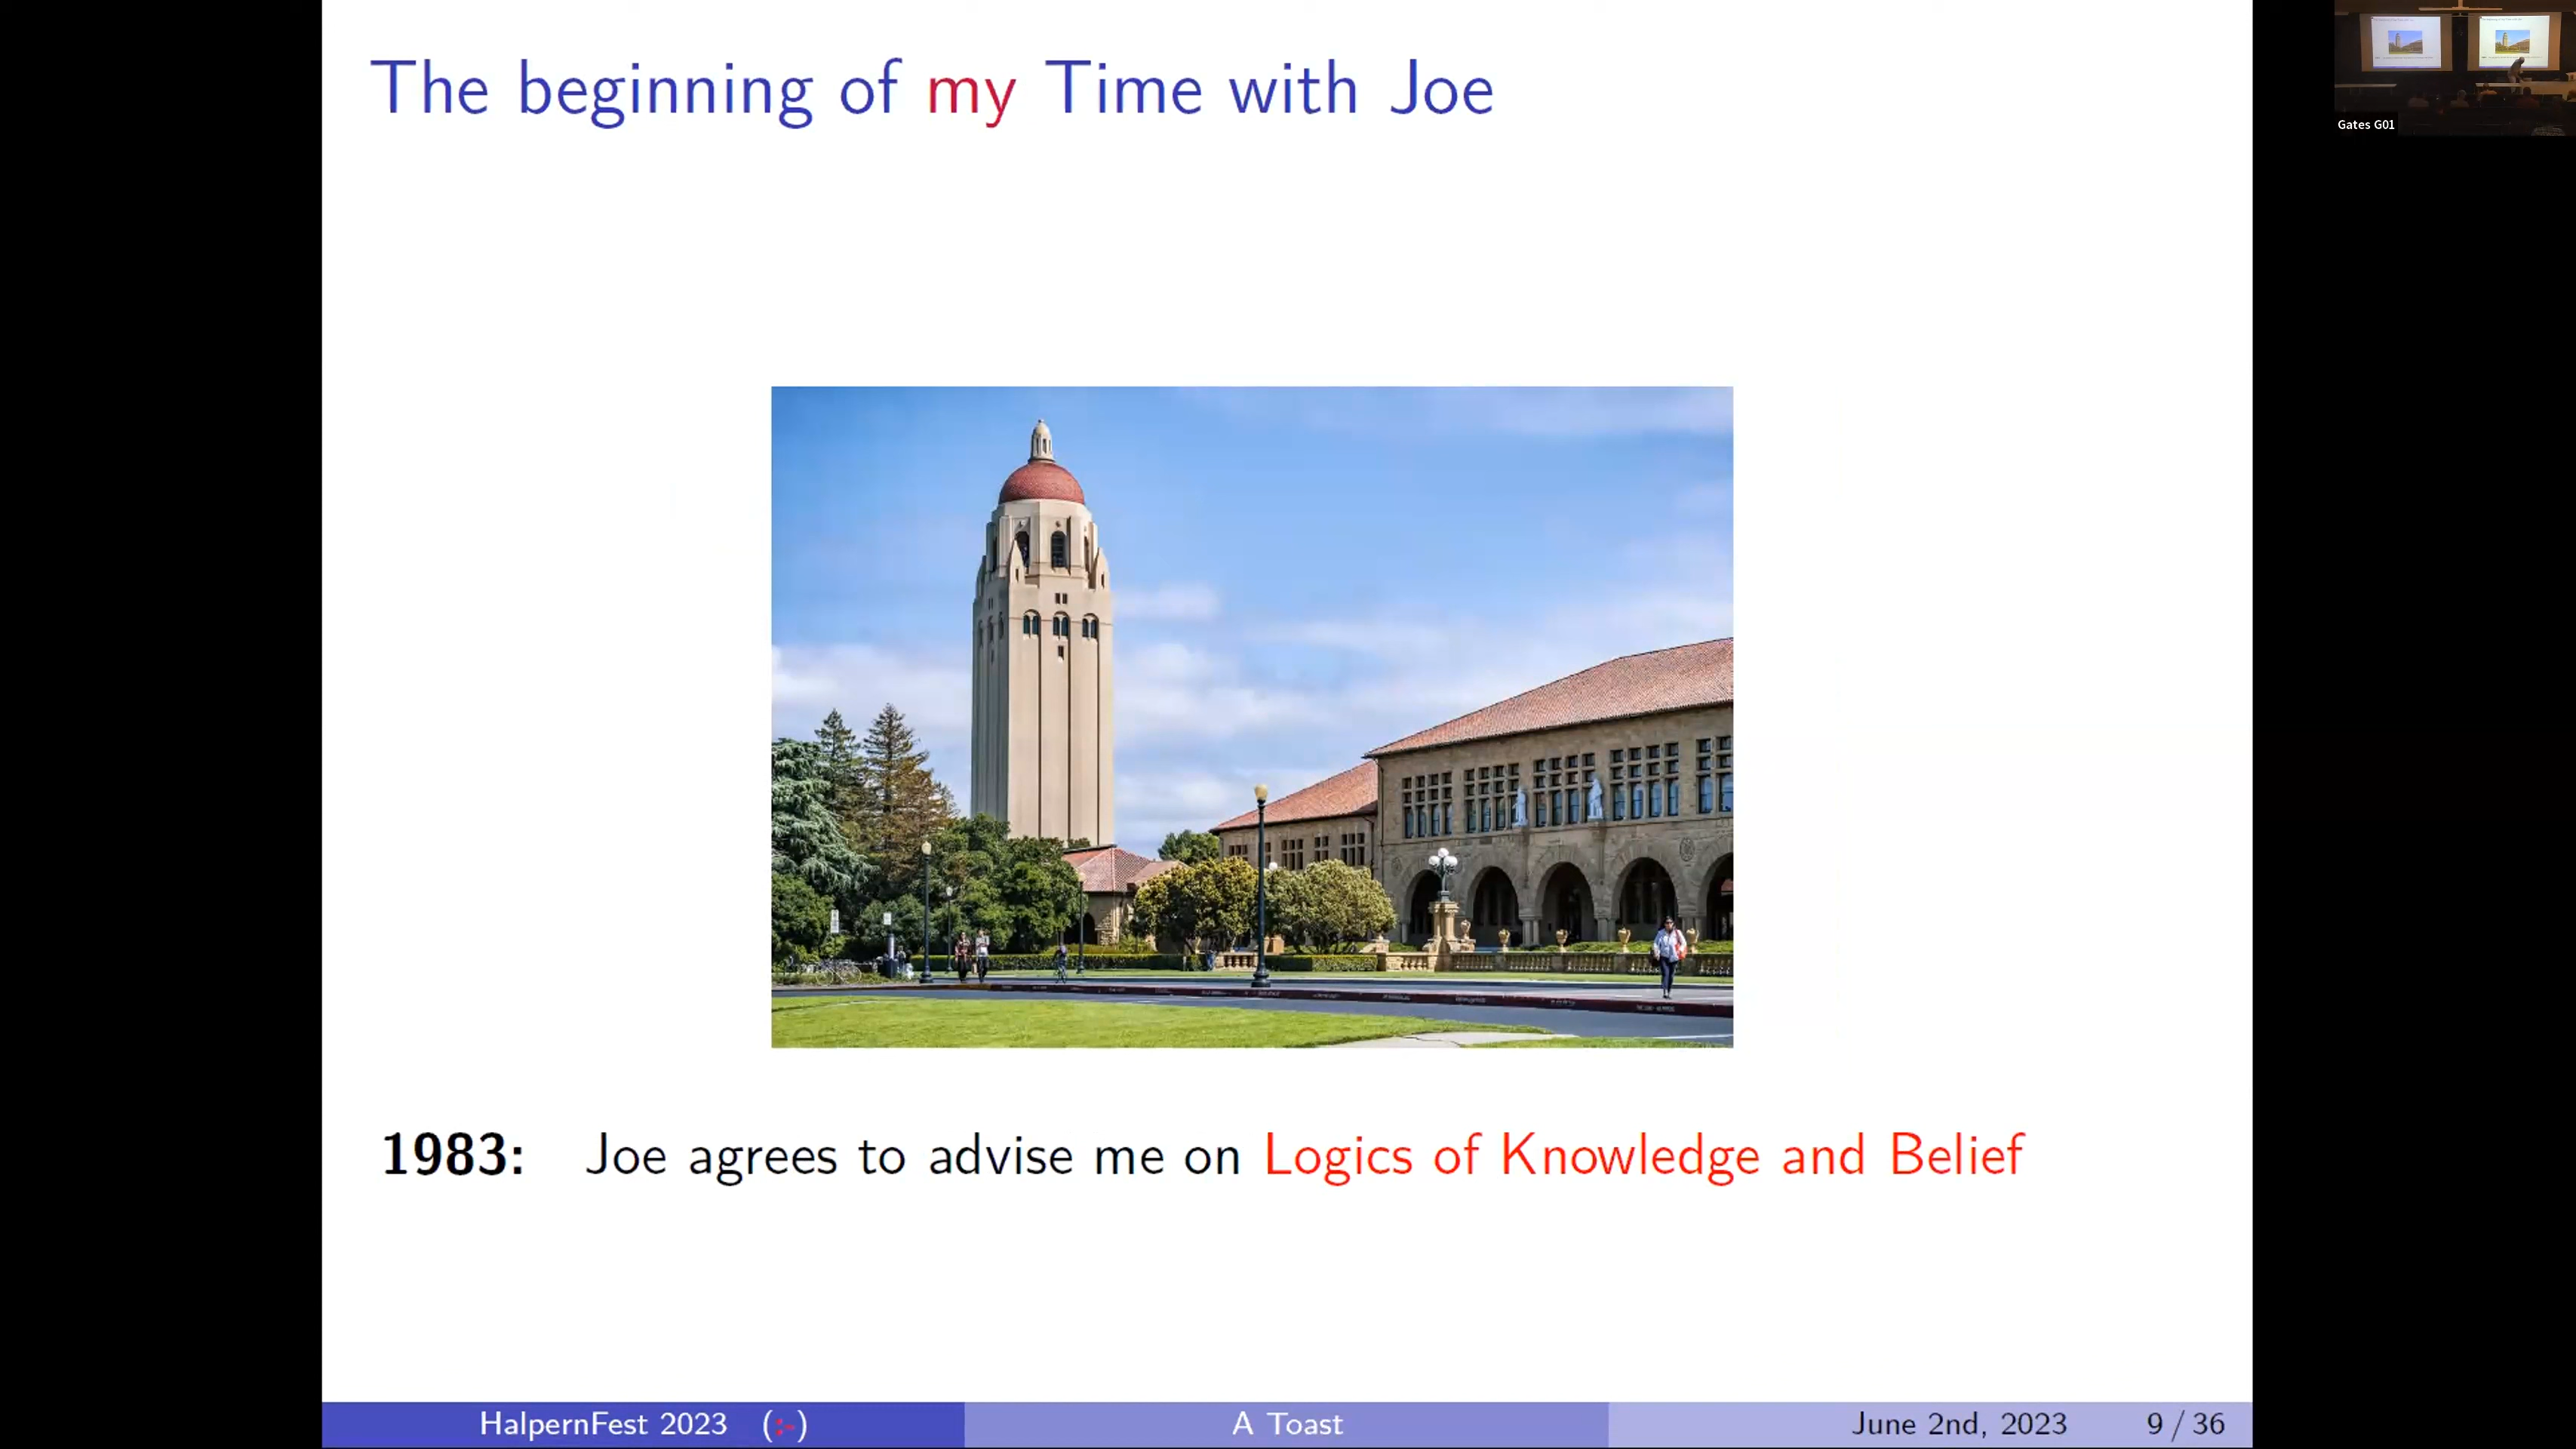 The beginning of my Time with Joe
Gates G01
1983: Joe agrees to advise me on Logics of Knowledge and Belief
HalpernFest 2023 (:-) A Toast June 2nd, 2023 9 / 36